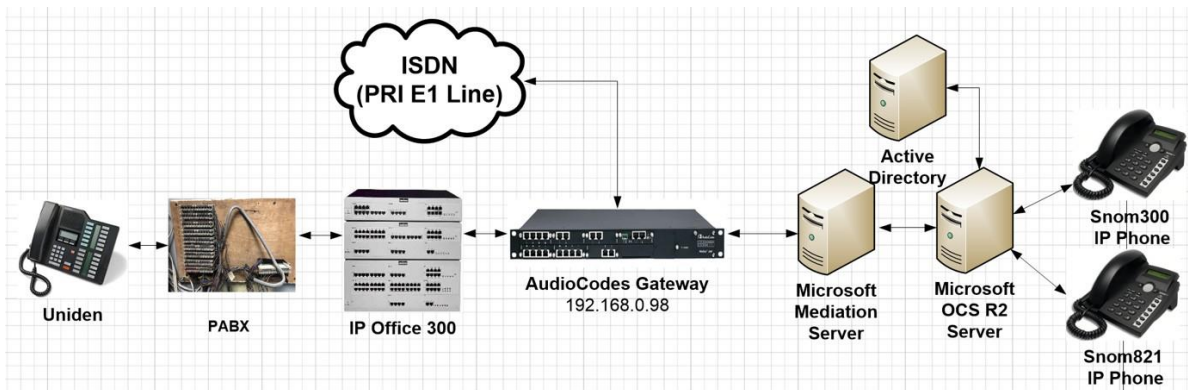 ISDN
(PRI E1 Line)
Active
Directory
Uniden
PABX
IP Office 300
AudioCodes Gateway
192.168.0.98
Microsoft
Mediation
Server
Microsoft
OCS R2
Server
Snom300
IP Phone
Snom821
IP Phone